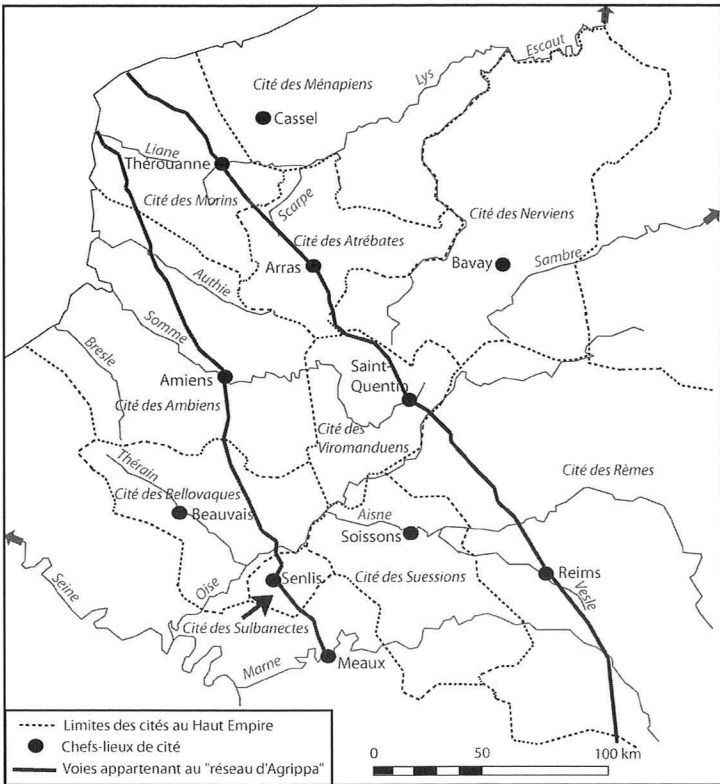 Escaut
Lys
Cité des Ménapiens
Cassel
Liane
Thérouanne
Cité des Morins
Scarpe
Cité des Nerviens
Cité des Atrébates
Arras
Bavay
Sambre
Authie
Somme
Bresle
Amiens
Saint-
Quentin
Cité des Ambiens
Cité des
Viromanduens
Thérain
Cité des Bellovaques
Beauvais
Cité des Rèmes
Aisne
Soissons
Oise
Senlis
Cité des Suessions
Reims
Vesle
Seine
Cité des Sulbanectes
Marne
Meaux
Limites des cités au Haut Empire
Chefs-lieux de cité
Voies appartenant au "réseau d'Agrippa"
0 50 100 km